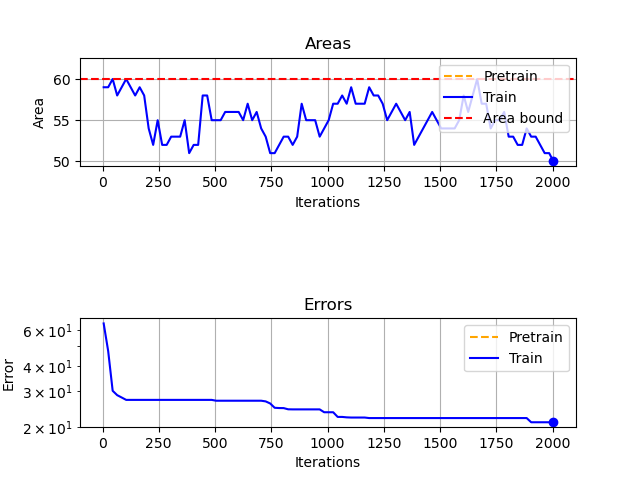 Areas
Pretrain
Train
Area bound
60
55
50
Area
0 250 500 750 1000 1250 1500 1750 2000
Iterations
Errors
Pretrain
Train
6 × 10¹
4 × 10¹
3 × 10¹
2 × 10¹
Error
0 250 500 750 1000 1250 1500 1750 2000
Iterations